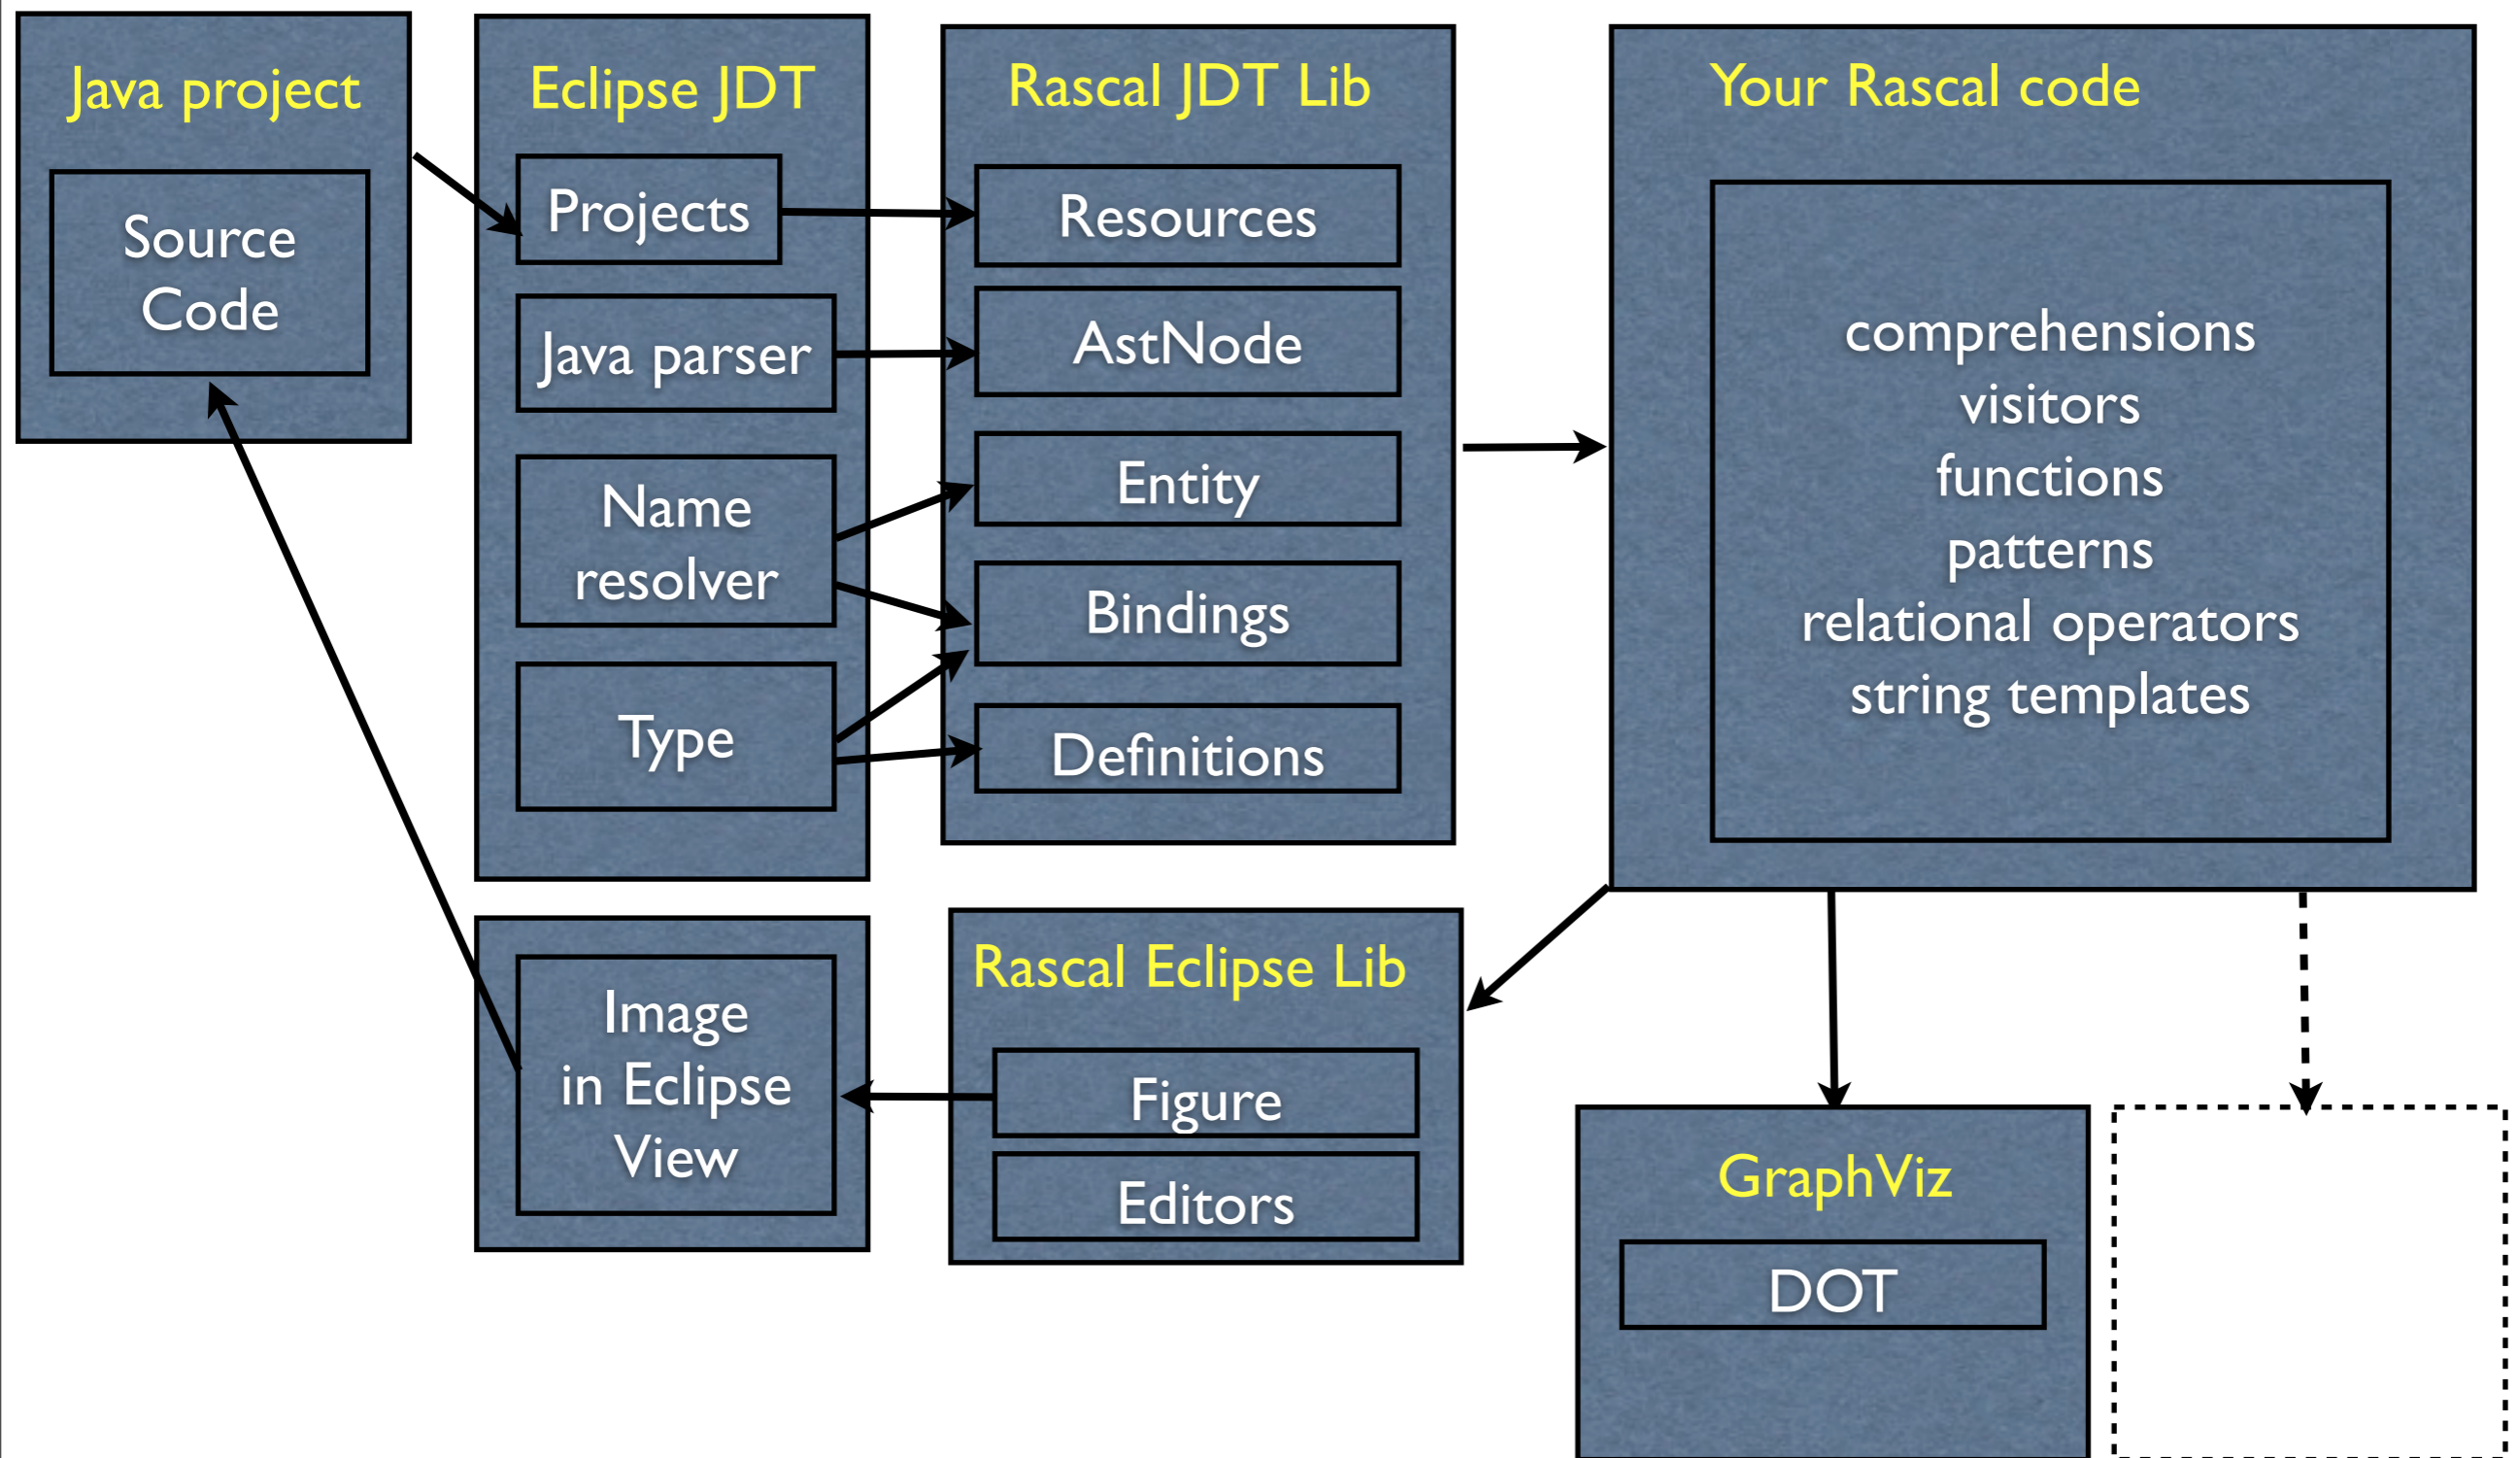 Java project
Source
Code
Eclipse JDT
Projects
Java parser
Name
resolver
Type
Rascal JDT Lib
Resources
AstNode
Entity
Bindings
Definitions
Your Rascal code
comprehensions
visitors
functions
patterns
relational operators
string templates
Image
in Eclipse
View
Rascal Eclipse Lib
Figure
Editors
GraphViz
DOT